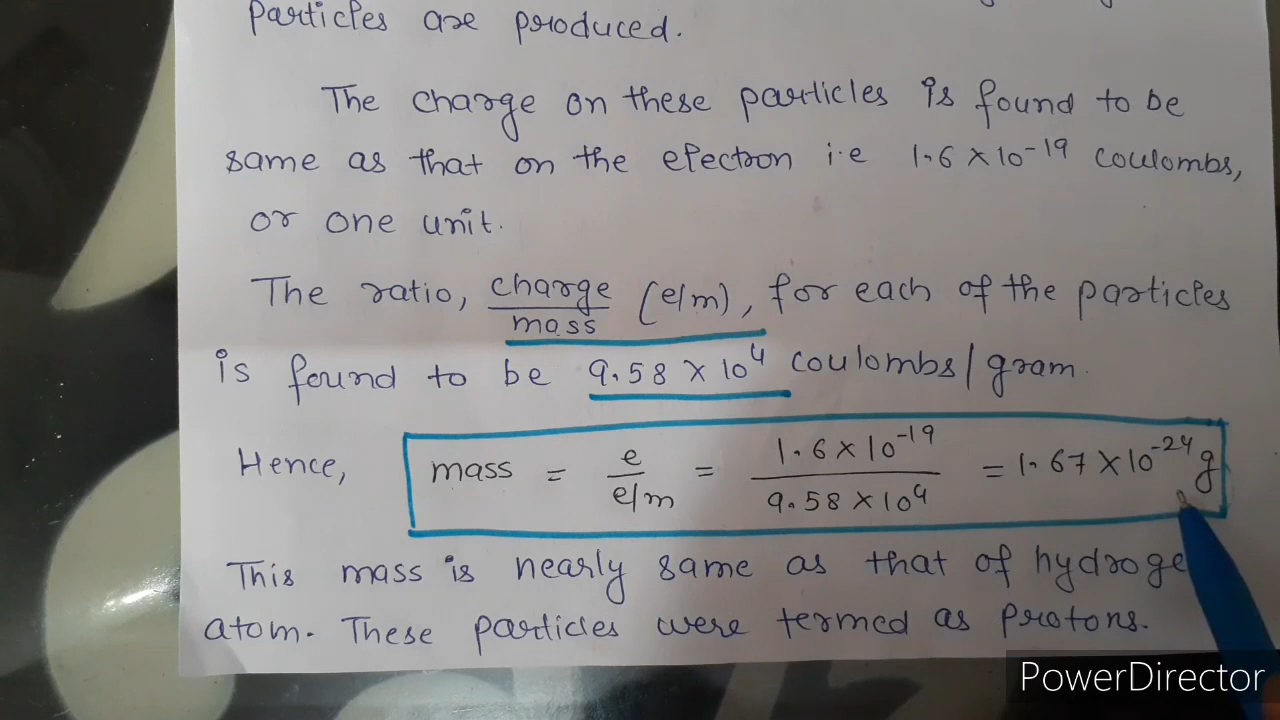 particles are produced.
The charge on these particles is found to be
same as that on the electron i.e 1.6 × 10⁻¹⁹ coulombs,
or one unit.
The ratio, charge/mass (e/m), for each of the particles
is found to be 9.58 × 10⁴ coulombs/gram.
Hence, mass = e / e/m = 1.6 × 10⁻¹⁹ / 9.58 × 10⁴ = 1.67 × 10⁻²⁴ g
This mass is nearly same as that of hydroge
atom. These particles were termed as protons.
PowerDirector